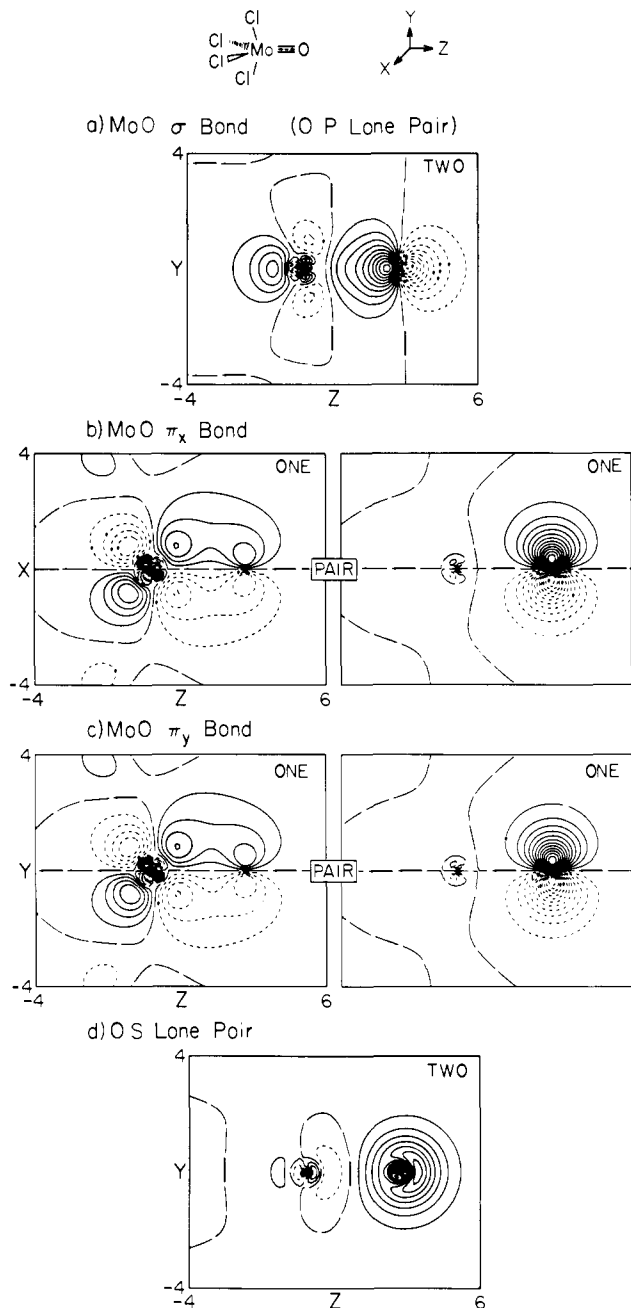 Cl
Cl
Mo O
Cl
Cl
Y
Z
X
a) MoO σ Bond (O P Lone Pair)
4
TWO
Y
-4
Z
6
b) MoO πx Bond
4
ONE
ONE
X
PAIR
-4
-4
Z
6
c) MoO πy Bond
4
ONE
ONE
Y
PAIR
-4
-4
Z
6
d) O S Lone Pair
4
TWO
Y
-4
-4
Z
6